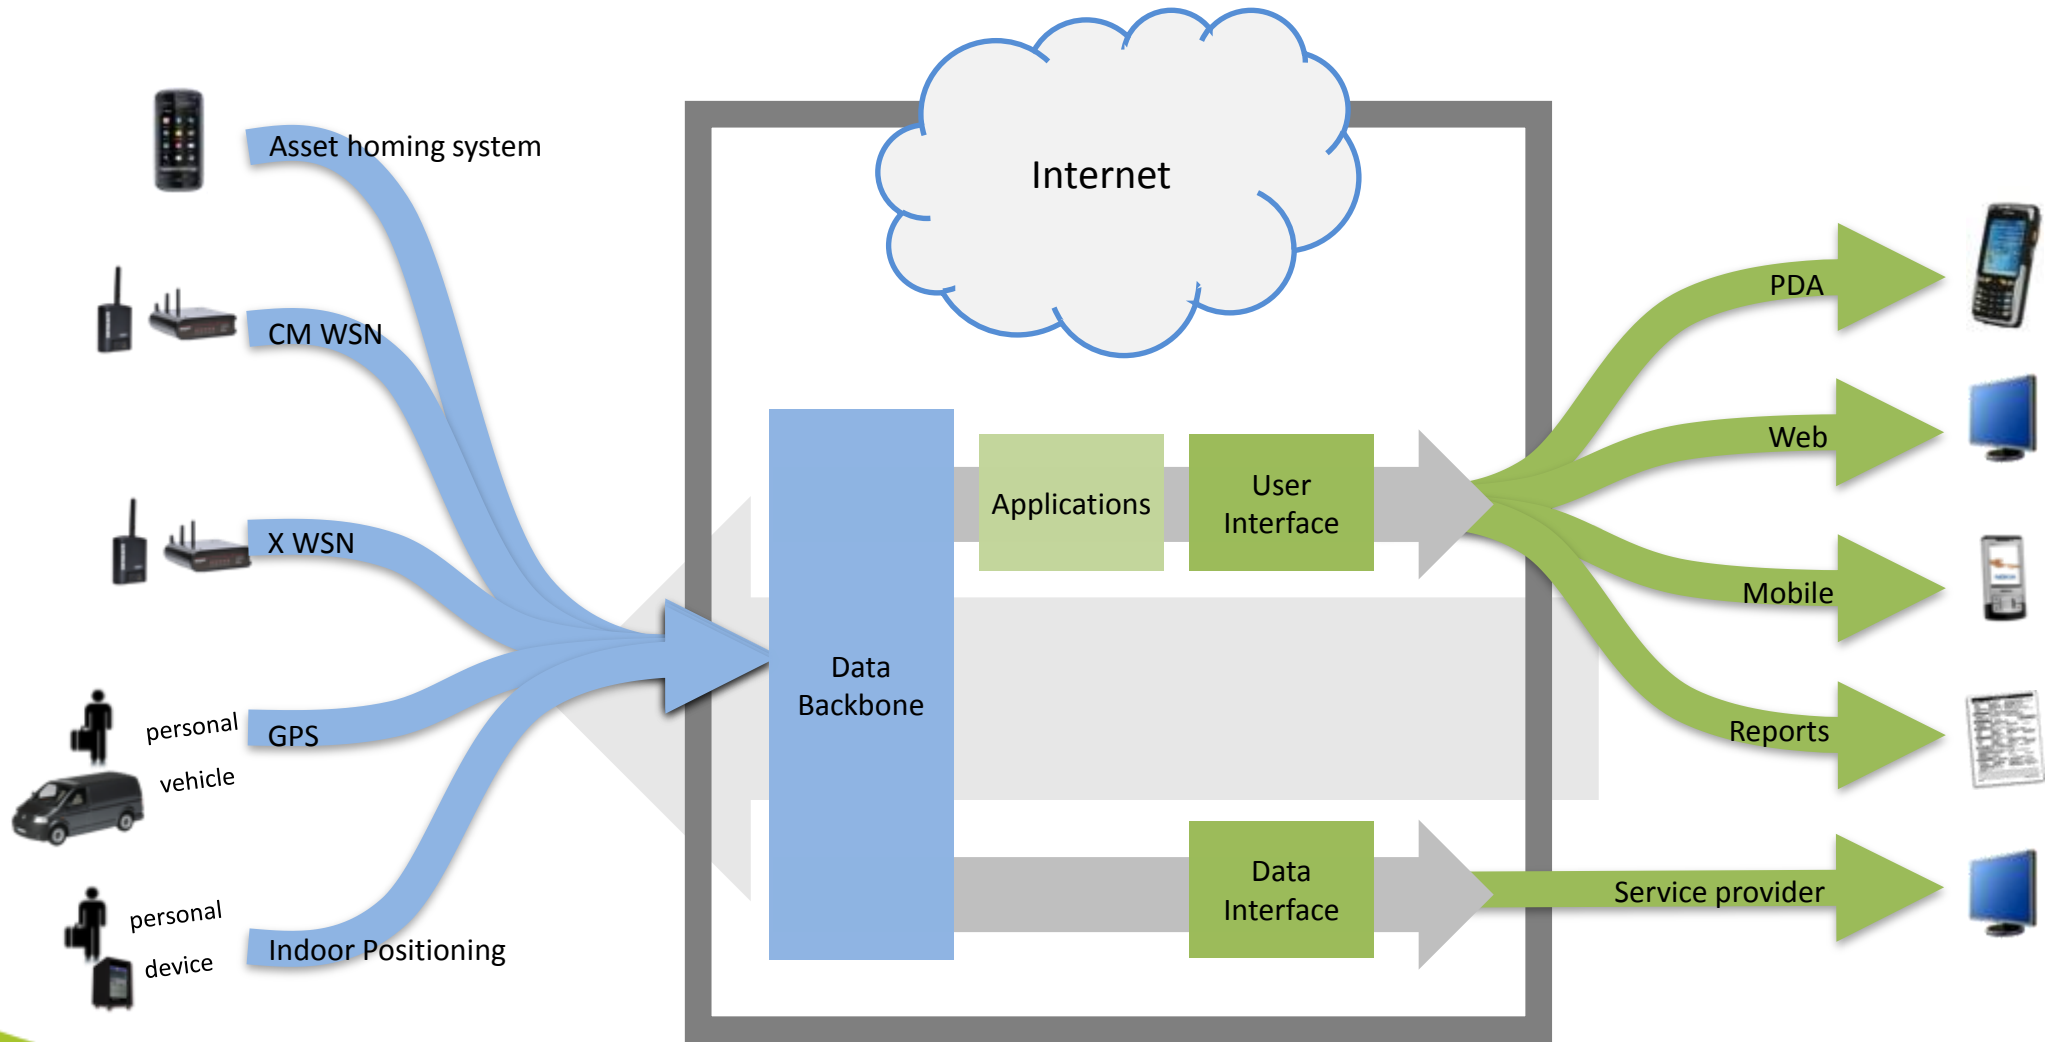 Asset homing system
CM WSN
X WSN
personal
GPS
vehicle
personal
device
Indoor Positioning
Internet
Data
Backbone
Applications
User
Interface
Data
Interface
PDA
Web
Mobile
Reports
Service provider